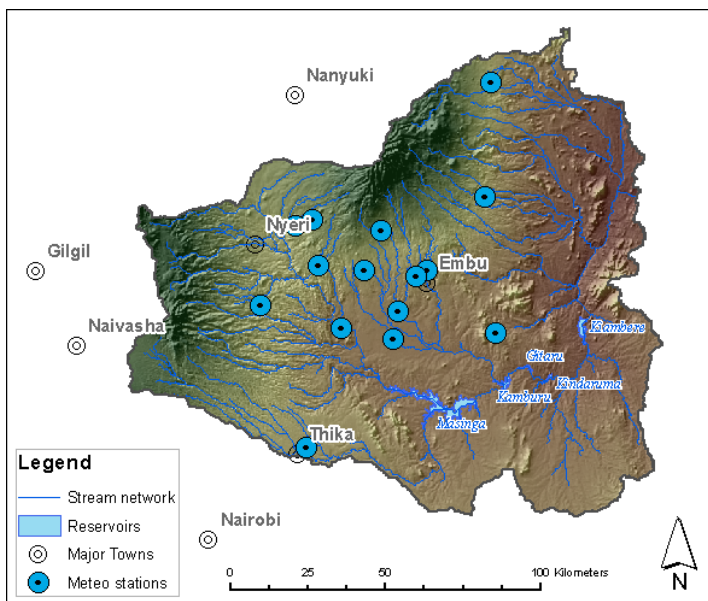 Nanyuki
Nyeri
Gilgil
Embu
Naivasha
Kiambere
Gitaru
Kindaruma
Kamburu
Masinga
Thika
Legend
Stream network
Reservoirs
Major Towns
Meteo stations
Nairobi
0 25 50 100 Kilometers
N